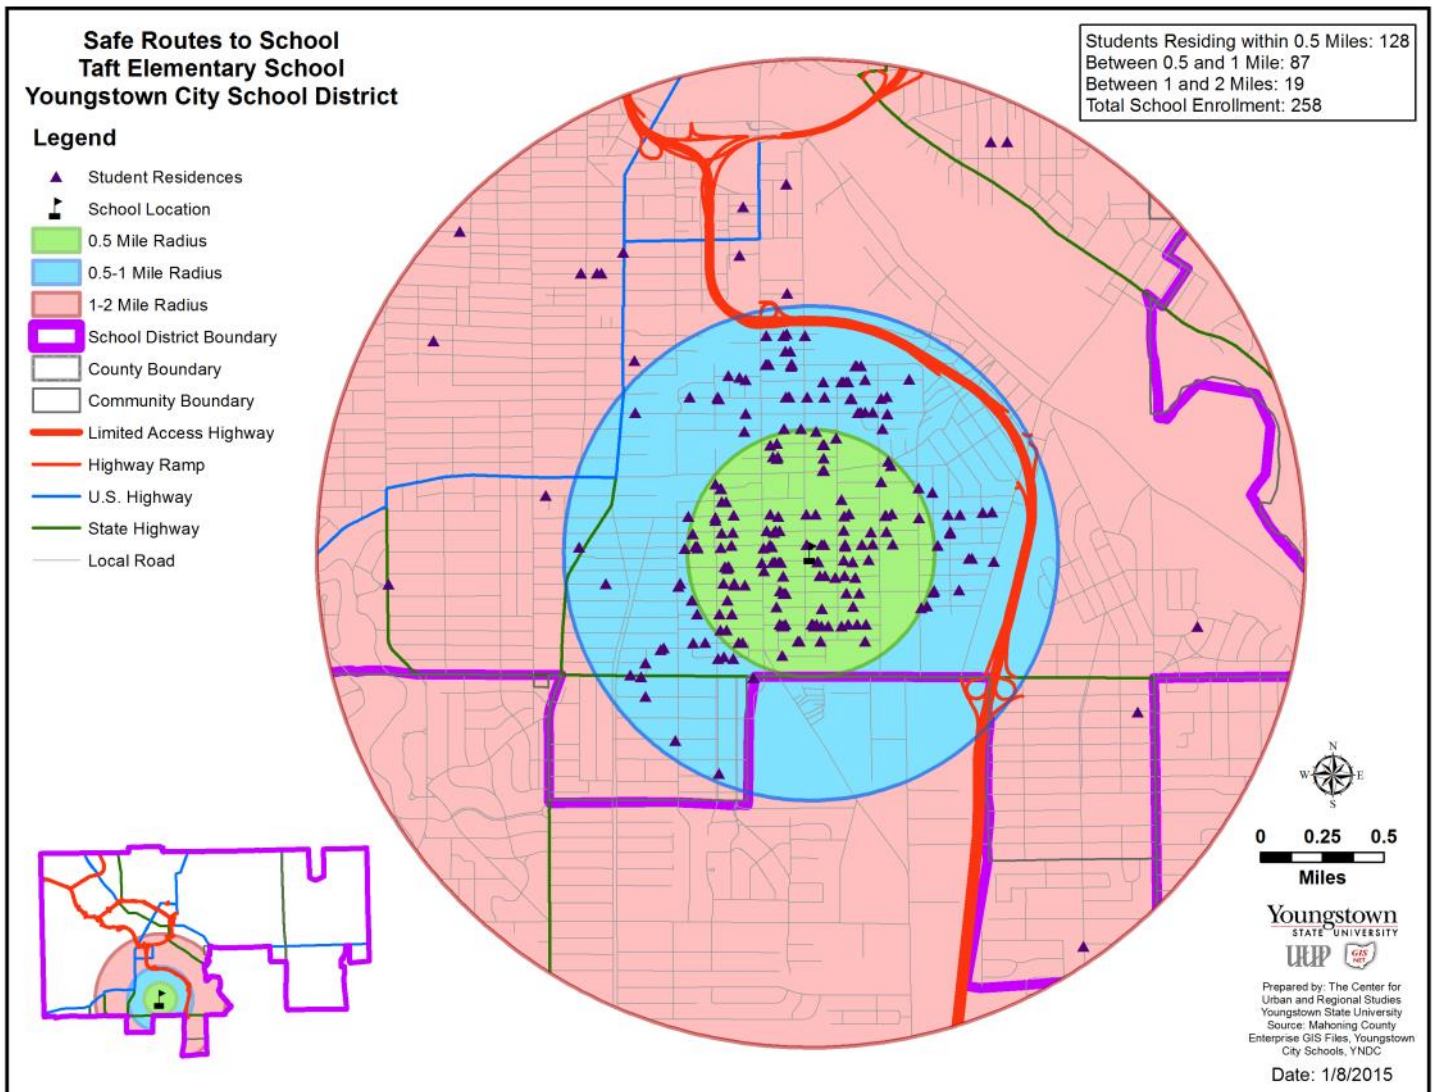 Safe Routes to School
Taft Elementary School
Youngstown City School District
Students Residing within 0.5 Miles: 128
Between 0.5 and 1 Mile: 87
Between 1 and 2 Miles: 19
Total School Enrollment: 258
Legend
Student Residences
School Location
0.5 Mile Radius
0.5-1 Mile Radius
1-2 Mile Radius
School District Boundary
County Boundary
Community Boundary
Limited Access Highway
Highway Ramp
U.S. Highway
State Highway
Local Road
N
W E
S
0 0.25 0.5
Miles
Youngstown
STATE UNIVERSITY
GIS
NET
Prepared by: The Center for
Urban and Regional Studies
Youngstown State University
Source: Mahoning County
Enterprise GIS Files, Youngstown
City Schools, YNDC
Date: 1/8/2015